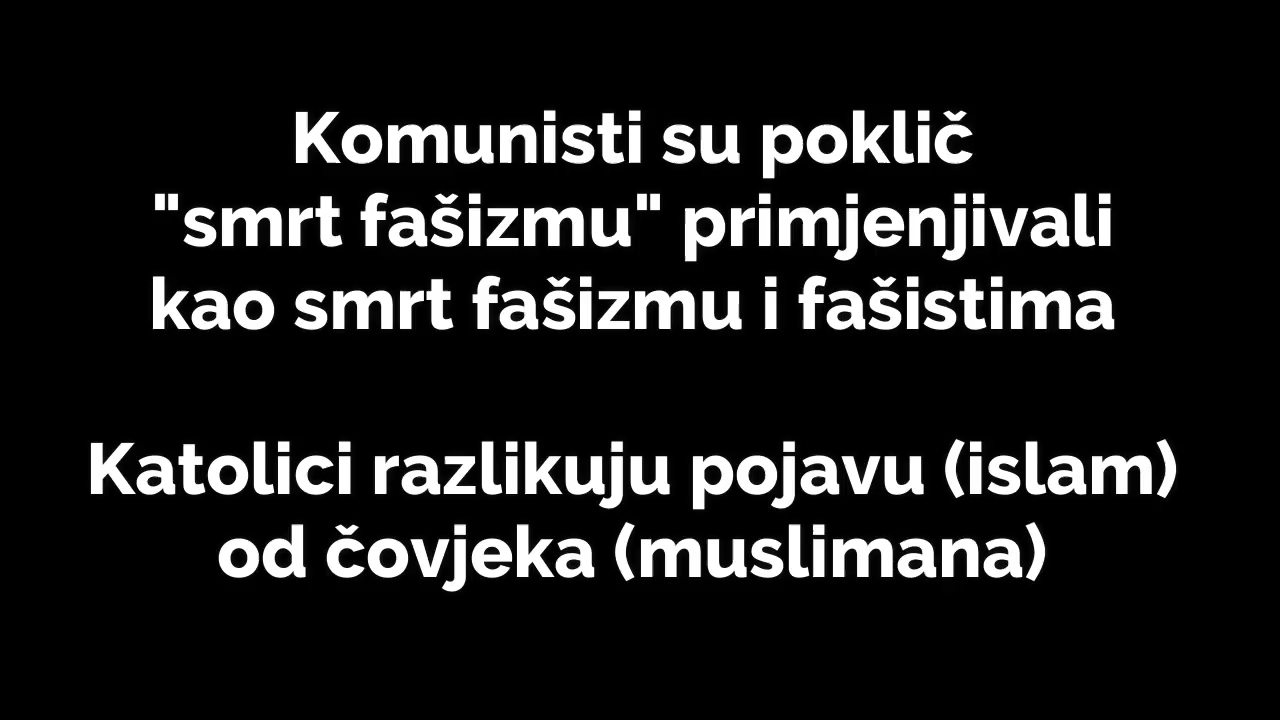 Komunisti su poklič
"smrt fašizmu" primjenjivali
kao smrt fašizmu i fašistima
Katolici razlikuju pojavu (islam)
od čovjeka (muslimana)